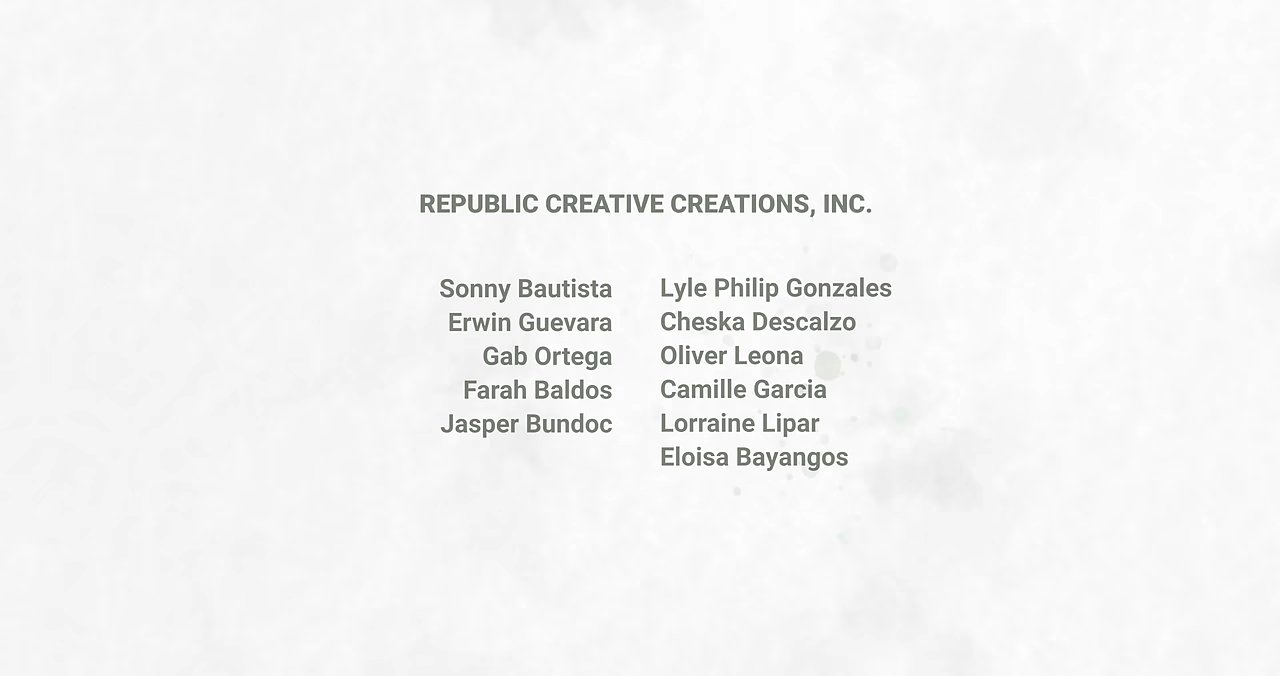 REPUBLIC CREATIVE CREATIONS, INC.
Sonny Bautista
Erwin Guevara
Gab Ortega
Farah Baldos
Jasper Bundoc
Lyle Philip Gonzales
Cheska Descalzo
Oliver Leona
Camille Garcia
Lorraine Lipar
Eloisa Bayangos